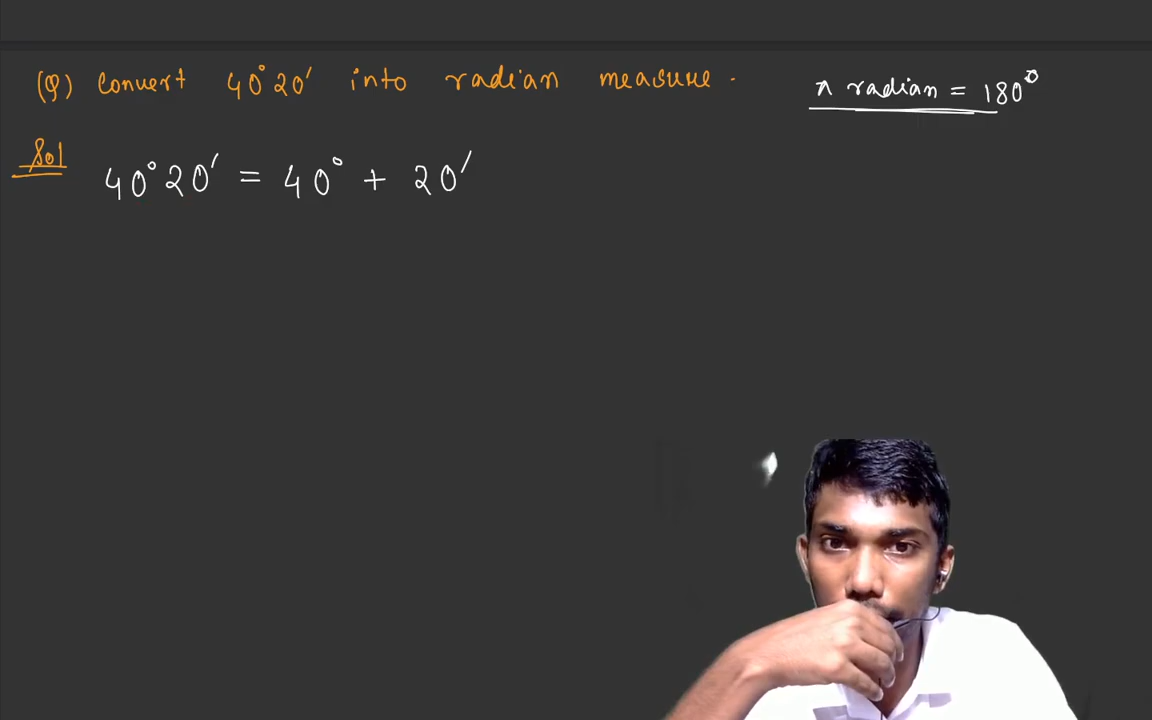 (Q) Convert 40° 20' into radian measure.
π radian = 180°
Sol
40° 20' = 40° + 20'